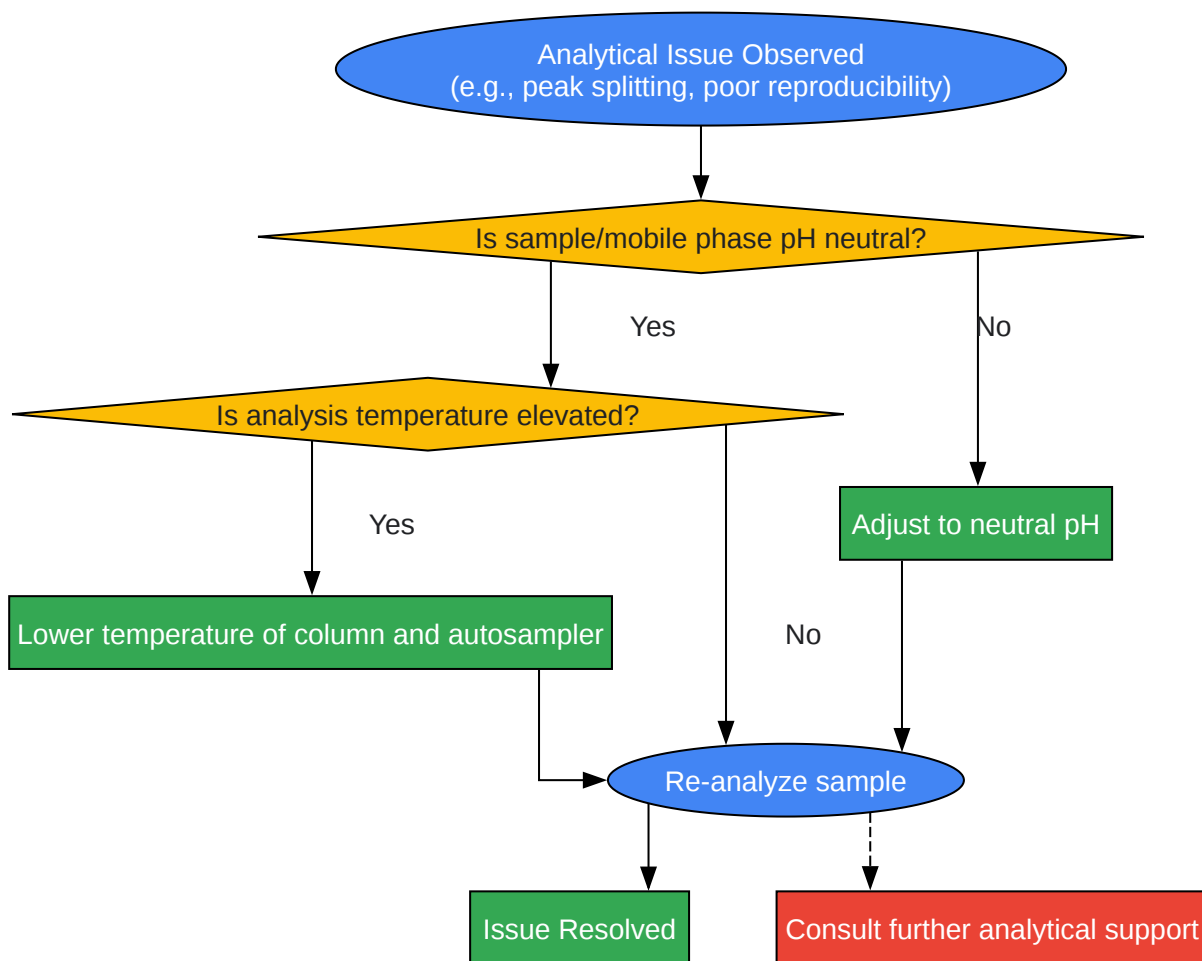 Analytical Issue Observed
(e.g., peak splitting, poor reproducibility)
Is sample/mobile phase pH neutral?
Yes
No
Is analysis temperature elevated?
Yes
Adjust to neutral pH
Lower temperature of column and autosampler
No
Re-analyze sample
Issue Resolved
Consult further analytical support